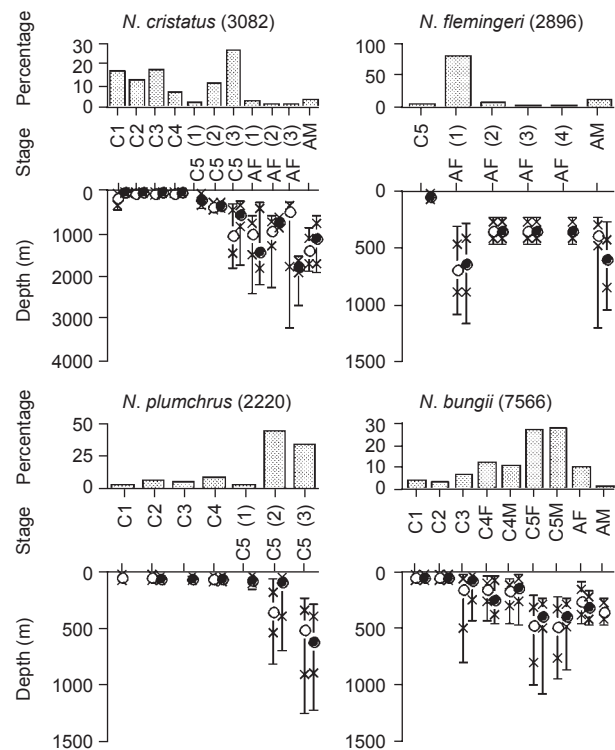 N. cristatus (3082)
Percentage
30
20
10
0
Stage
C1
C2
C3
C4
C5 (1)
C5 (2)
C5 (3)
AF (1)
AF (2)
AF (3)
AM
Depth (m)
0
1000
2000
3000
4000
N. flemingeri (2896)
100
50
0
C5
AF (1)
AF (2)
AF (3)
AF (4)
AM
0
500
1000
1500
N. plumchrus (2220)
Percentage
50
25
0
Stage
C1
C2
C3
C4
C5 (1)
C5 (2)
C5 (3)
Depth (m)
0
500
1000
1500
N. bungii (7566)
30
20
10
0
C1
C2
C3
C4F
C4M
C5F
C5M
AF
AM
0
500
1000
1500